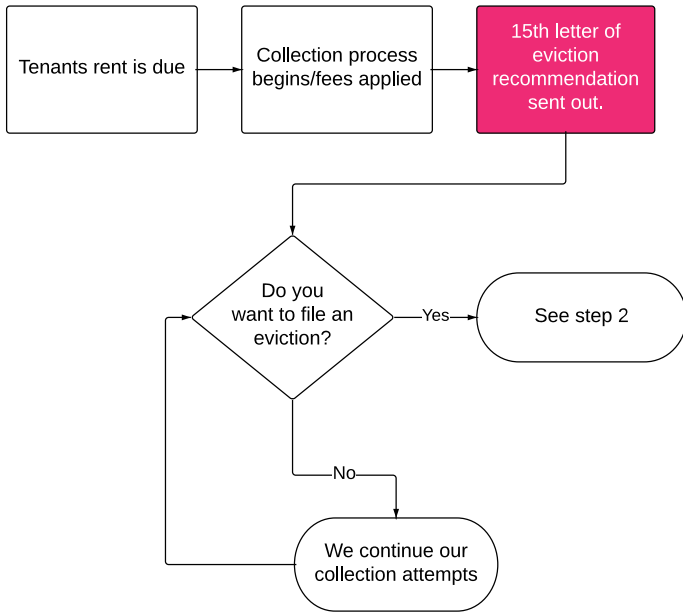 Tenants rent is due
Collection process
begins/fees applied
15th letter of
eviction
recommendation
sent out.
Do you
want to file an
eviction?
Yes
See step 2
No
We continue our
collection attempts